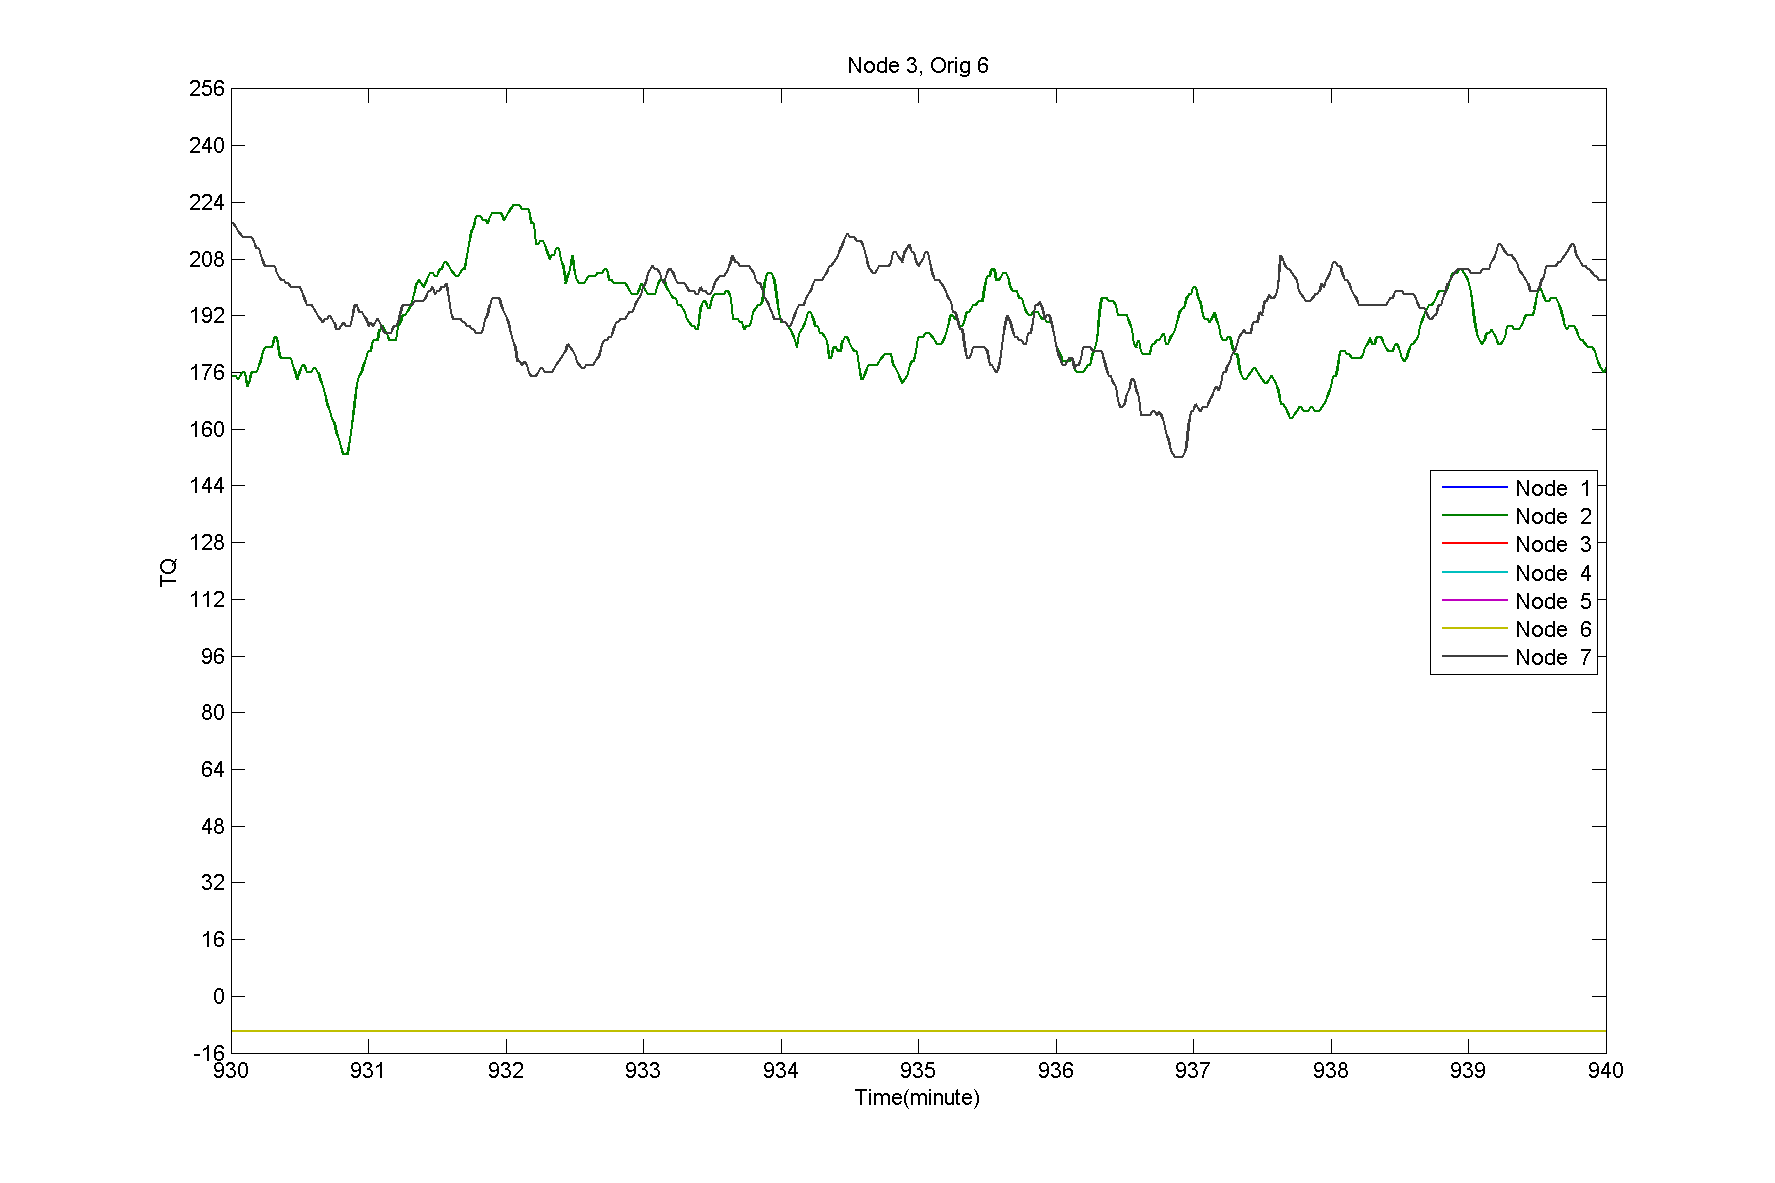 Node 3, Orig 6
256
240
224
208
192
176
160
144
128
112
96
80
64
48
32
16
0
-16
TQ
Node 1
Node 2
Node 3
Node 4
Node 5
Node 6
Node 7
930 931 932 933 934 935 936 937 938 939 940
Time(minute)